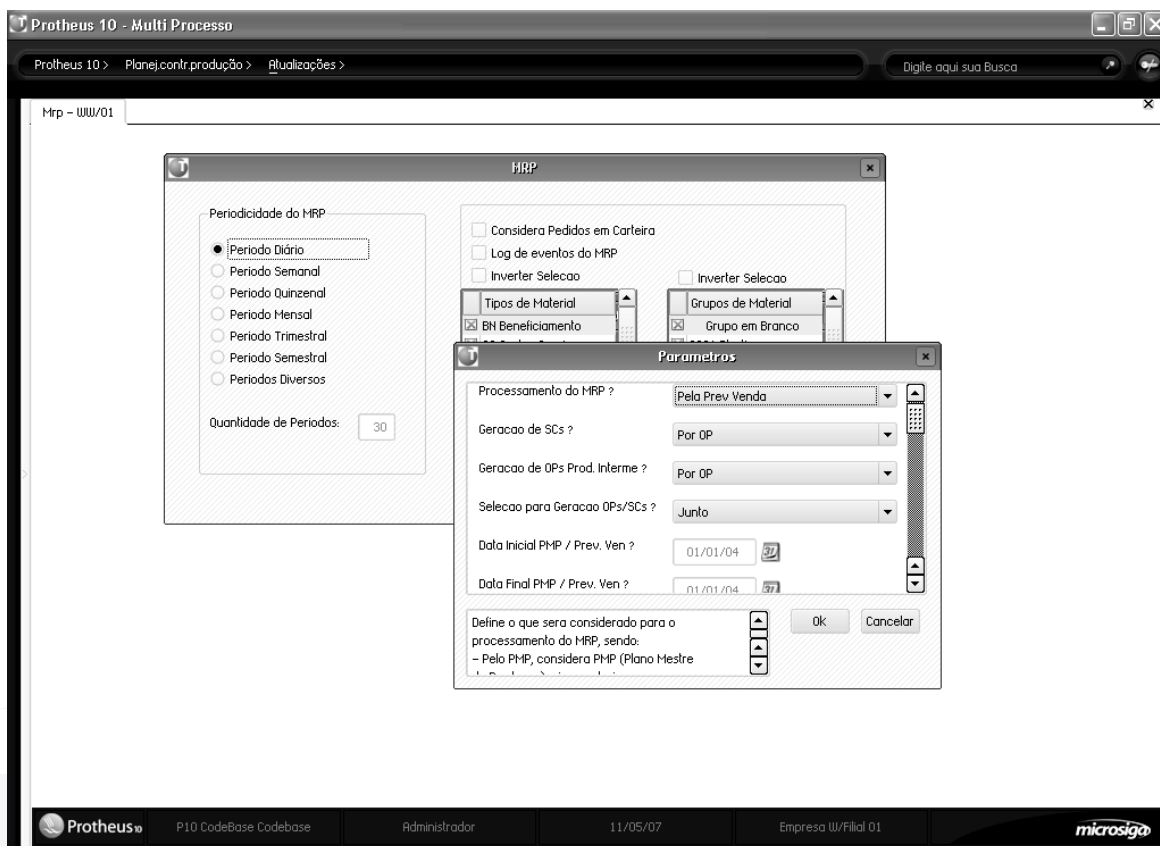 Protheus 10 - Multi Processo
Protheus 10 > Planej.contr.produção > Atualizações >
Digite aqui sua Busca
Mrp - WW/01
MRP
Periodicidade do MRP
Periodo Diário
Periodo Semanal
Periodo Quinzenal
Periodo Mensal
Periodo Trimestral
Periodo Semestral
Periodos Diversos
Quantidade de Periodos: 30
Considera Pedidos em Carteira
Log de eventos do MRP
Inverter Selecao
Inverter Selecao
Tipos de Material
Grupos de Material
BN Beneficiamento
Grupo em Branco
Parametros
Processamento do MRP ? Pela Prev Venda
Geracao de SCs ? Por OP
Geracao de OPs Prod. Interme ? Por OP
Selecao para Geracao OPs/SCs ? Junto
Data Inicial PMP / Prev. Ven ? 01/01/04
Data Final PMP / Prev. Ven ? 01/01/04
Define o que sera considerado para o
processamento do MRP, sendo:
- Pelo PMP, considera PMP (Plano Mestre
Ok Cancelar
Protheus 10 P10 CodeBase Codebase Administrador 11/05/07 Empresa W/Filial 01 microsiga